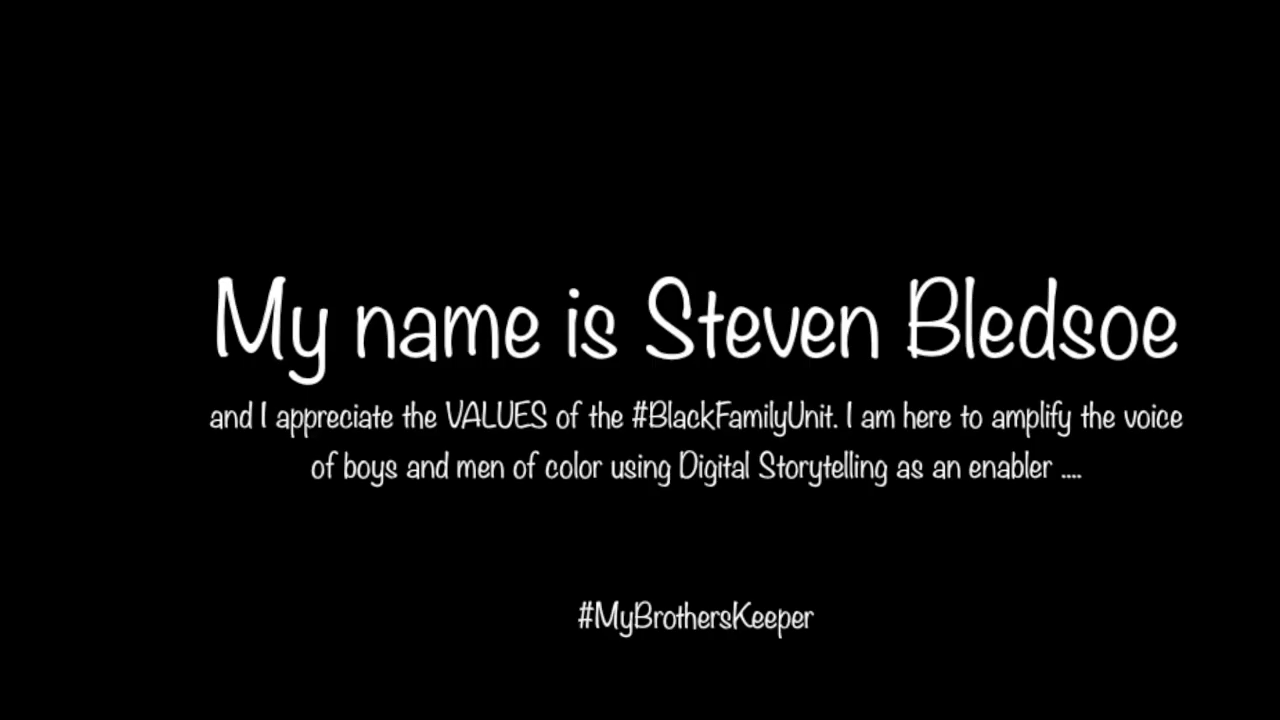 My name is Steven Bledsoe
and I appreciate the VALUES of the #BlackFamilyUnit. I am here to amplify the voice
of boys and men of color using Digital Storytelling as an enabler ....
#MyBrothersKeeper